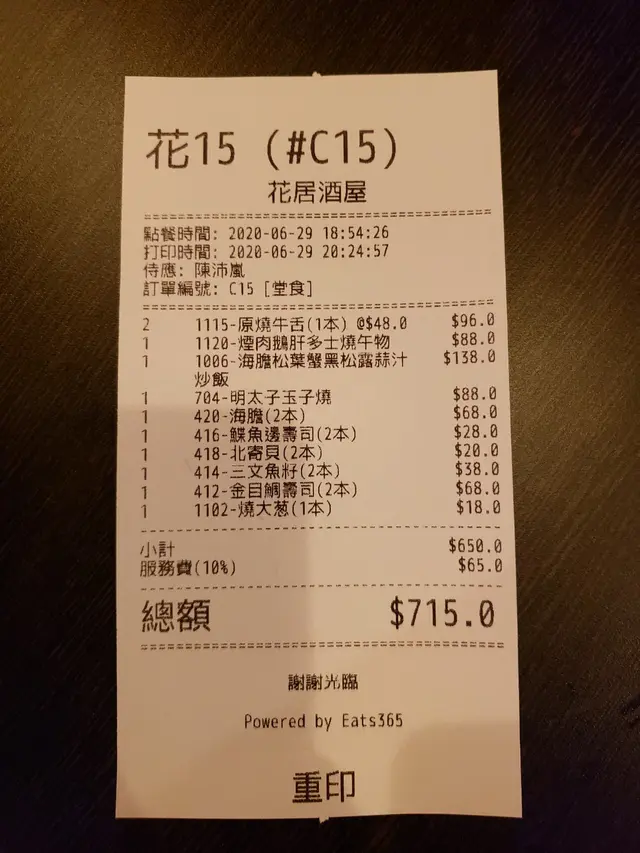 花15 (#C15)
花居酒屋
點餐時間: 2020-06-29 18:54:26
打印時間: 2020-06-29 20:24:57
侍應: 陳沛嵐
訂單編號: C15 [堂食]
2 1115-原燒牛舌(1本) @$48.0 $96.0
1 1120-煙肉鵝肝多士燒午物 $88.0
1 1006-海膽松葉蟹黑松露蒜汁 $138.0
炒飯
1 704-明太子玉子燒 $88.0
1 420-海膽(2本) $68.0
1 416-鰈魚邊壽司(2本) $28.0
1 418-北寄貝(2本) $20.0
1 414-三文魚籽(2本) $38.0
1 412-金目鯛壽司(2本) $68.0
1 1102-燒大葱(1本) $18.0
小計 $650.0
服務費(10%) $65.0
總額 $715.0
謝謝光臨
Powered by Eats365
重印